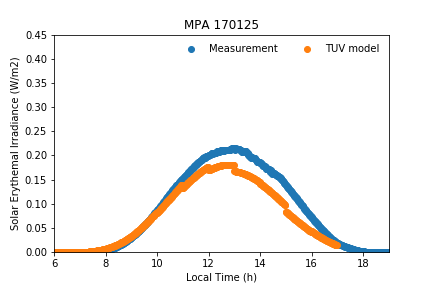 MPA 170125
Measurement
TUV model
Solar Erythemal Irradiance (W/m2)
0.45
0.40
0.35
0.30
0.25
0.20
0.15
0.10
0.05
0.00
6 8 10 12 14 16 18
Local Time (h)